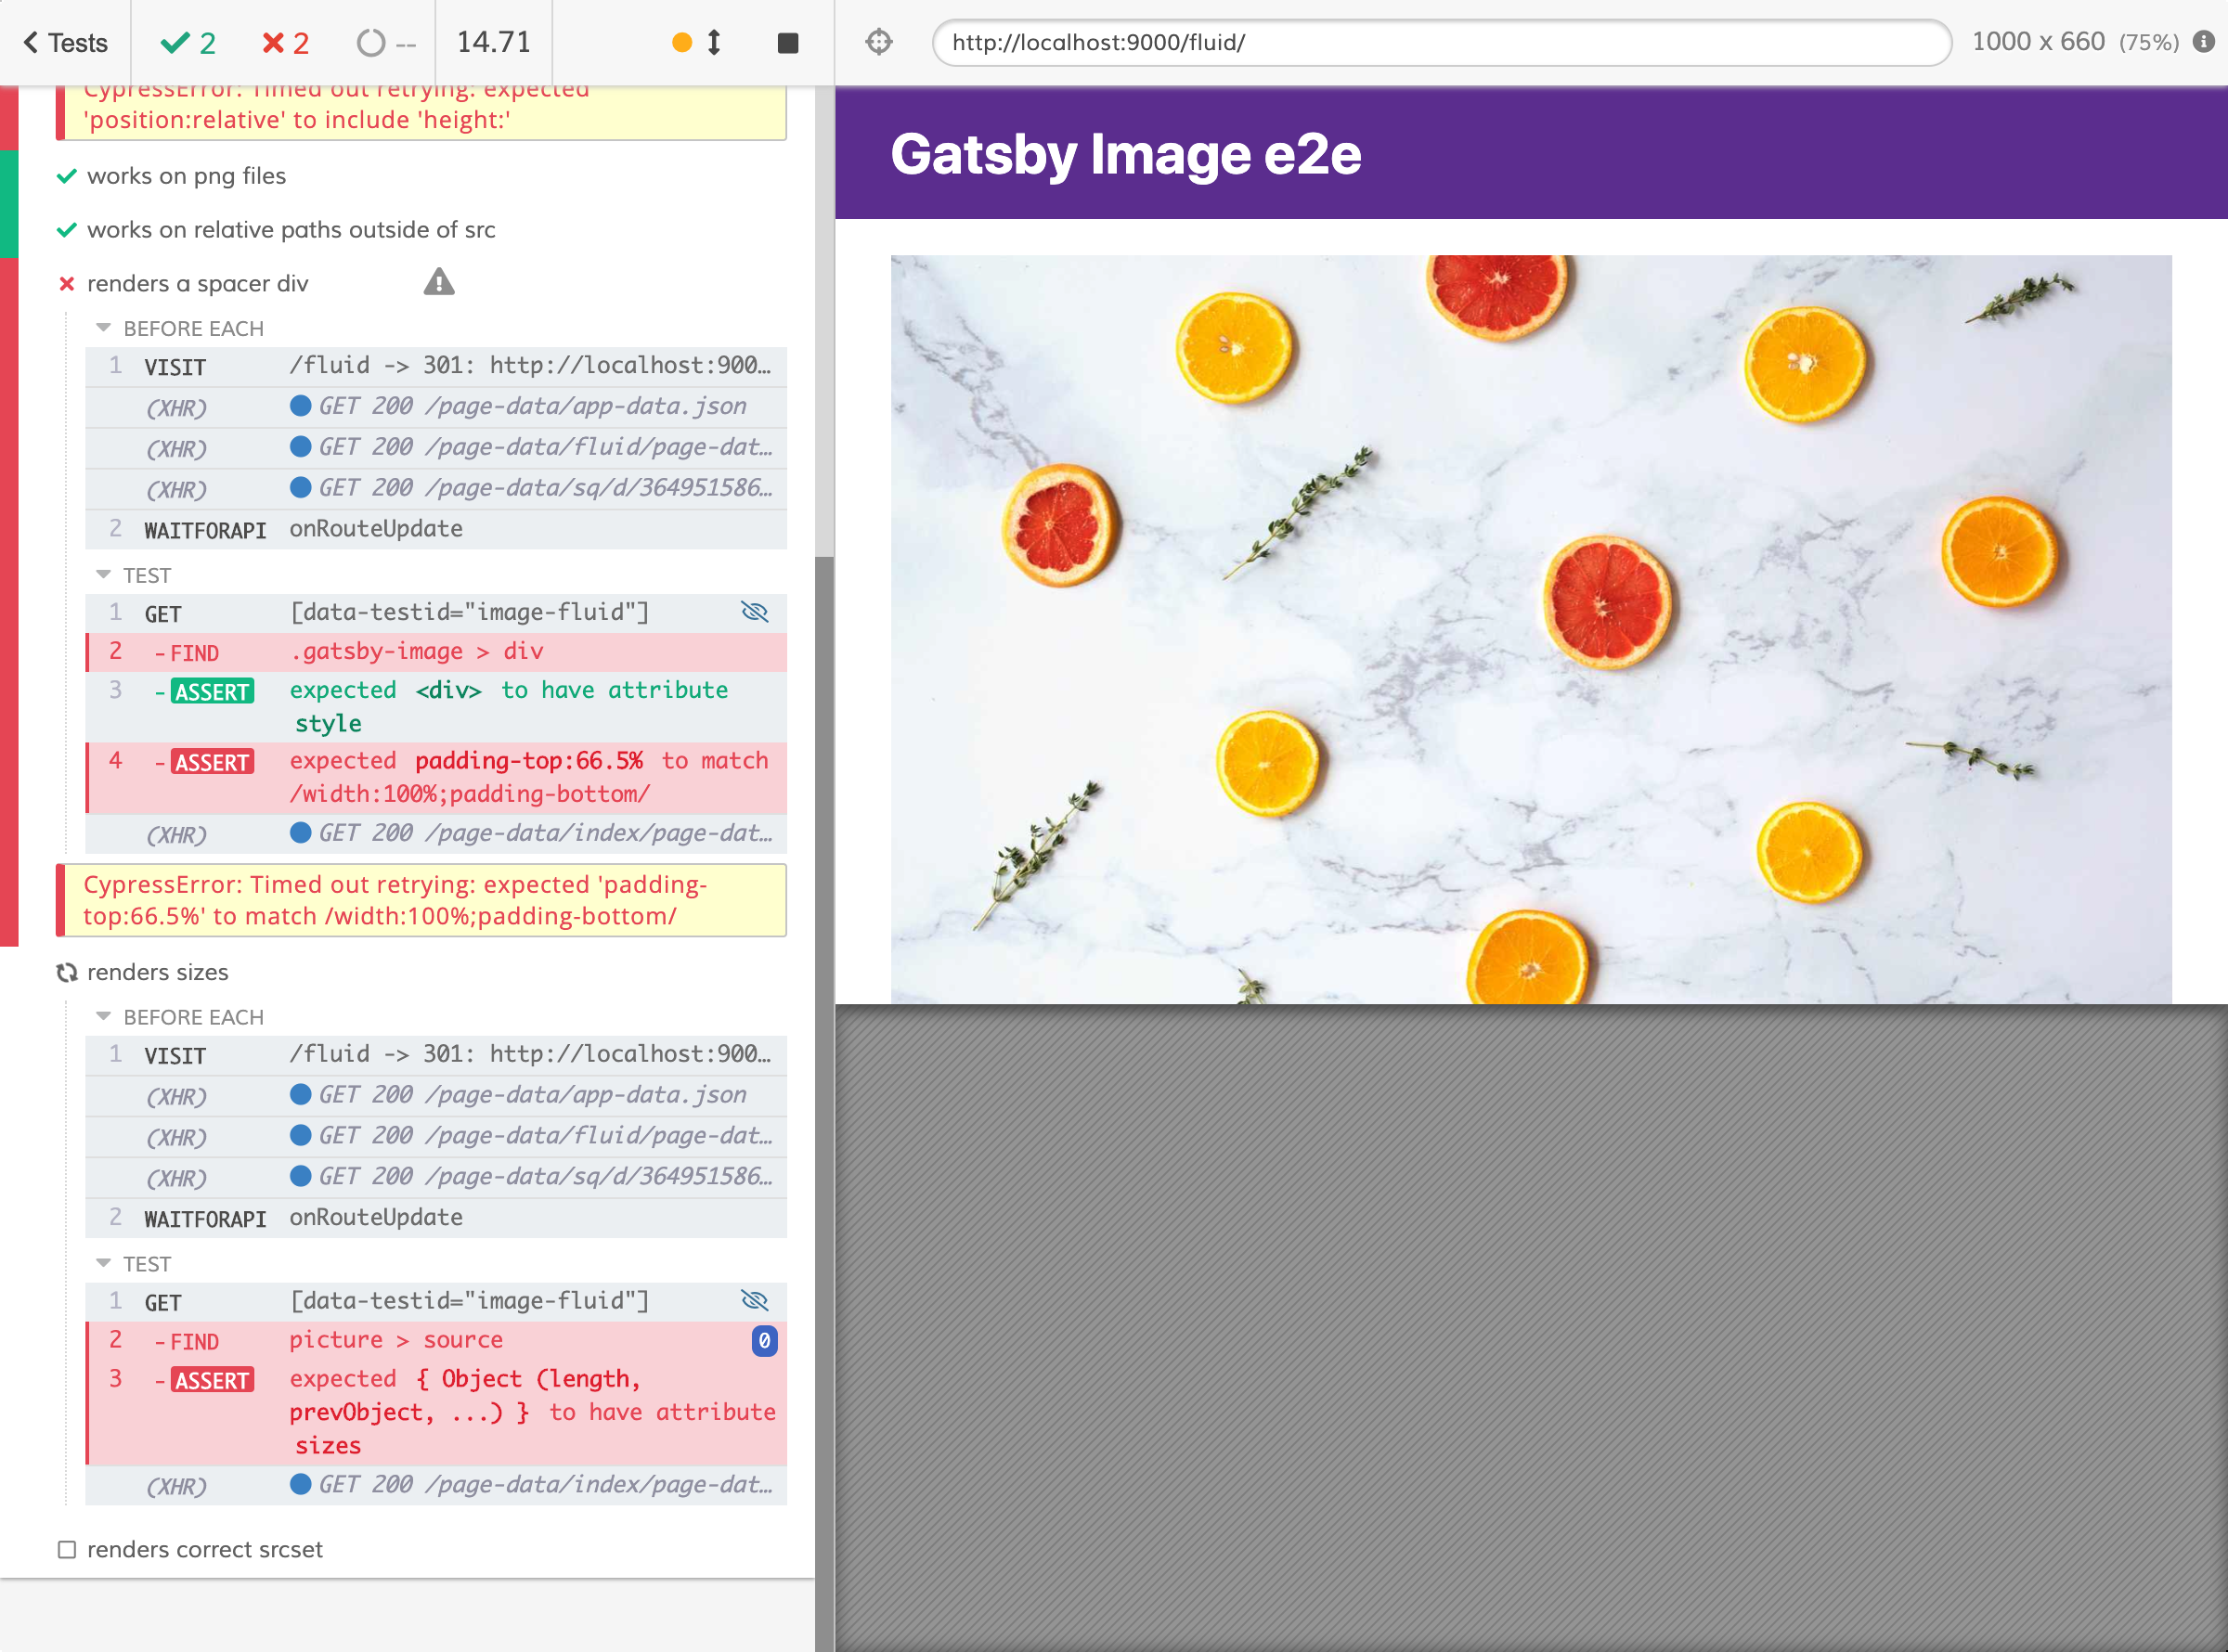 Tests
2
2
--
14.71
http://localhost:9000/fluid/
1000 x 660 (75%)
CypressError: Timed out retrying: expected
'position:relative' to include 'height:'
works on png files
works on relative paths outside of src
renders a spacer div
BEFORE EACH
1 VISIT /fluid -> 301: http://localhost:900…
(XHR) GET 200 /page-data/app-data.json
(XHR) GET 200 /page-data/fluid/page-dat…
(XHR) GET 200 /page-data/sq/d/364951586…
2 WAITFORAPI onRouteUpdate
TEST
1 GET [data-testid="image-fluid"]
2 -FIND .gatsby-image > div
3 -ASSERT expected <div> to have attribute
style
4 -ASSERT expected padding-top:66.5% to match
/width:100%;padding-bottom/
(XHR) GET 200 /page-data/index/page-dat…
CypressError: Timed out retrying: expected 'padding-
top:66.5%' to match /width:100%;padding-bottom/
renders sizes
BEFORE EACH
1 VISIT /fluid -> 301: http://localhost:900…
(XHR) GET 200 /page-data/app-data.json
(XHR) GET 200 /page-data/fluid/page-dat…
(XHR) GET 200 /page-data/sq/d/364951586…
2 WAITFORAPI onRouteUpdate
TEST
1 GET [data-testid="image-fluid"]
2 -FIND picture > source 0
3 -ASSERT expected { Object (length,
prevObject, ...) } to have attribute
sizes
(XHR) GET 200 /page-data/index/page-dat…
renders correct srcset
Gatsby Image e2e